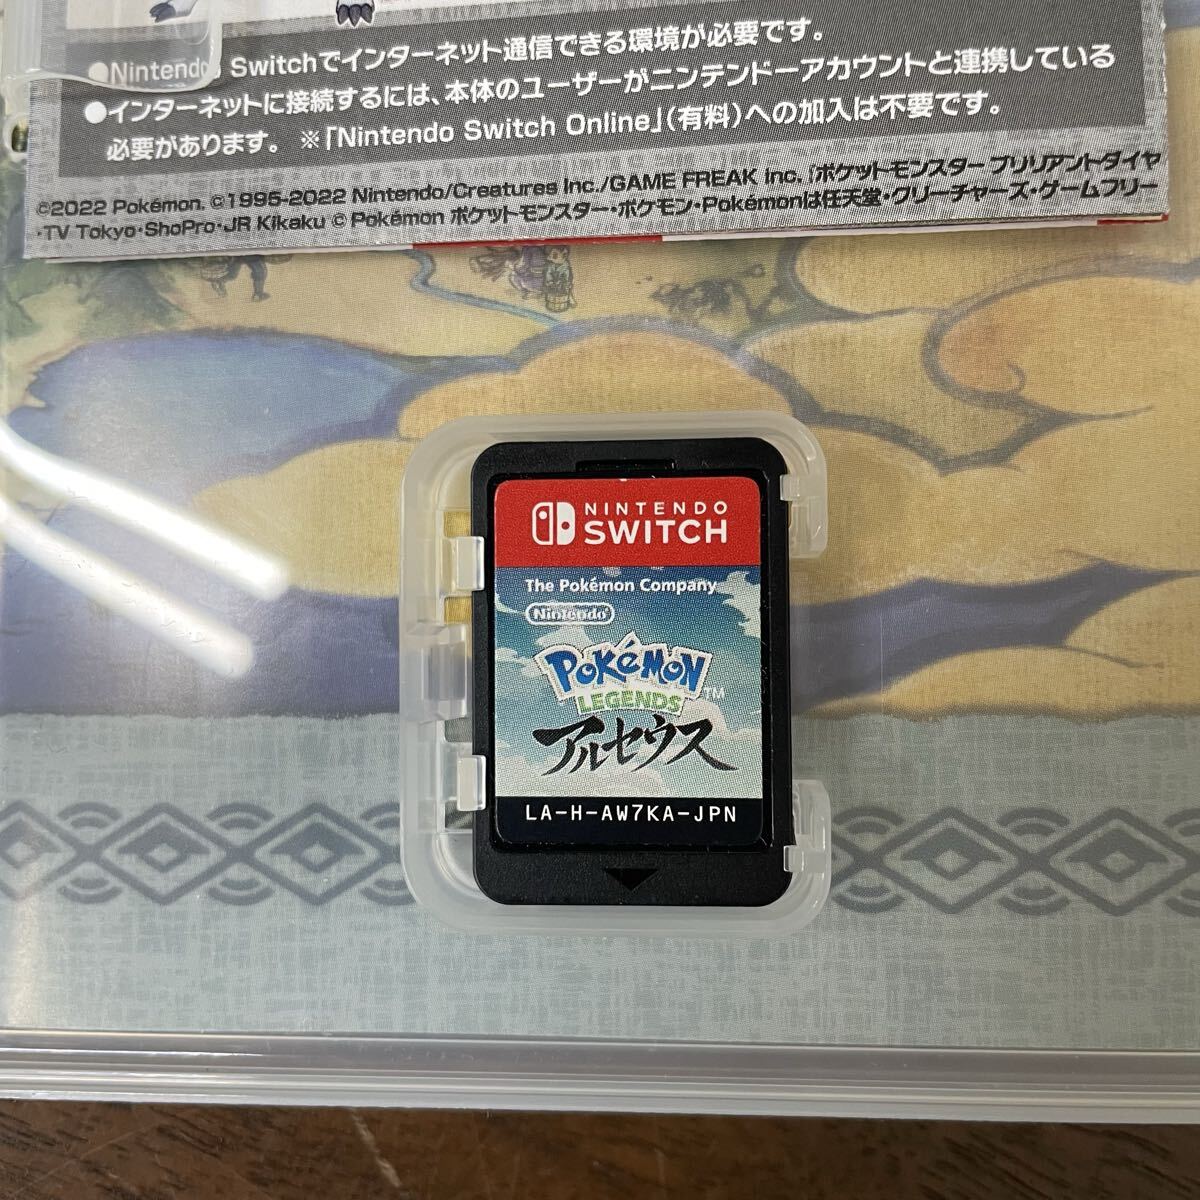 ●Nintendo Switchでインターネット通信できる環境が必要です。
●インターネットに接続するには、本体のユーザーがニンテンドーアカウントと連携している
必要があります。 ※「Nintendo Switch Online」(有料)への加入は不要です。
©2022 Pokémon. ©1995-2022 Nintendo/Creatures Inc./GAME FREAK inc. 『ポケットモンスター ブリリアントダイヤ
・TV Tokyo・ShoPro・JR Kikaku © Pokémon ポケットモンスター・ポケモン・Pokémonは任天堂・クリーチャーズ・ゲームフリー
NINTENDO
SWITCH
The Pokémon Company
Nintendo
POKéMON
LEGENDS TM
アルセウス
LA-H-AW7KA-JPN